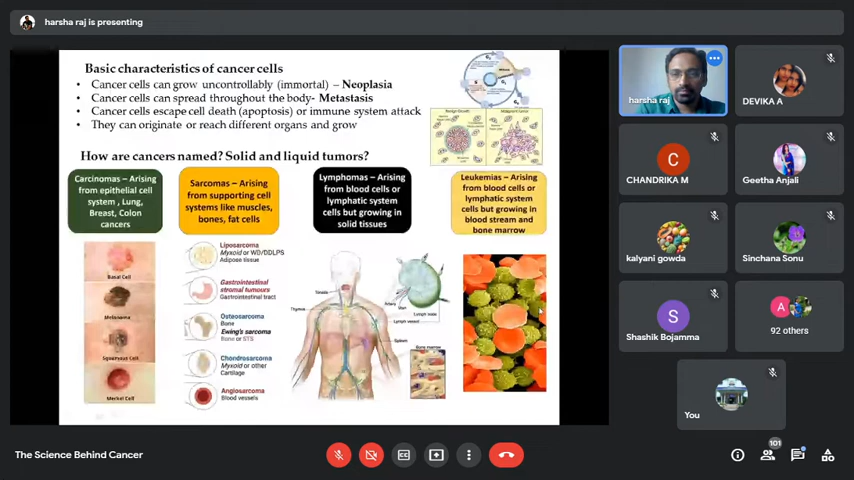 harsha raj is presenting
Basic characteristics of cancer cells
• Cancer cells can grow uncontrollably (immortal) – Neoplasia
• Cancer cells can spread throughout the body- Metastasis
• Cancer cells escape cell death (apoptosis) or immune system attack
• They can originate or reach different organs and grow
How are cancers named? Solid and liquid tumors?
Carcinomas – Arising
from epithelial cell
system , Lung,
Breast, Colon
cancers
Sarcomas – Arising
from supporting cell
systems like muscles,
bones, fat cells
Lymphomas – Arising
from blood cells or
lymphatic system
cells but growing in
solid tissues
Leukemias – Arising
from blood cells or
lymphatic system
cells but growing in
blood stream and
bone marrow
Basal Cell
Melanoma
Squamous Cell
Merkel Cell
Liposarcoma
Myxoid or WD/DDLPS
Adipose tissue
Gastrointestinal
stromal tumours
Gastrointestinal tract
Osteosarcoma
Bone
Ewing's sarcoma
Bone or STS
Chondrosarcoma
Myxoid or other
Cartilage
Angiosarcoma
Blood vessels
Tonsils
Thymus
Lymph node
Lymph vessel
Spleen
Bone marrow
harsha raj
DEVIKA A
C
CHANDRIKA M
Geetha Anjali
kalyani gowda
Sinchana Sonu
S
Shashik Bojamma
A
92 others
You
The Science Behind Cancer
CC
101